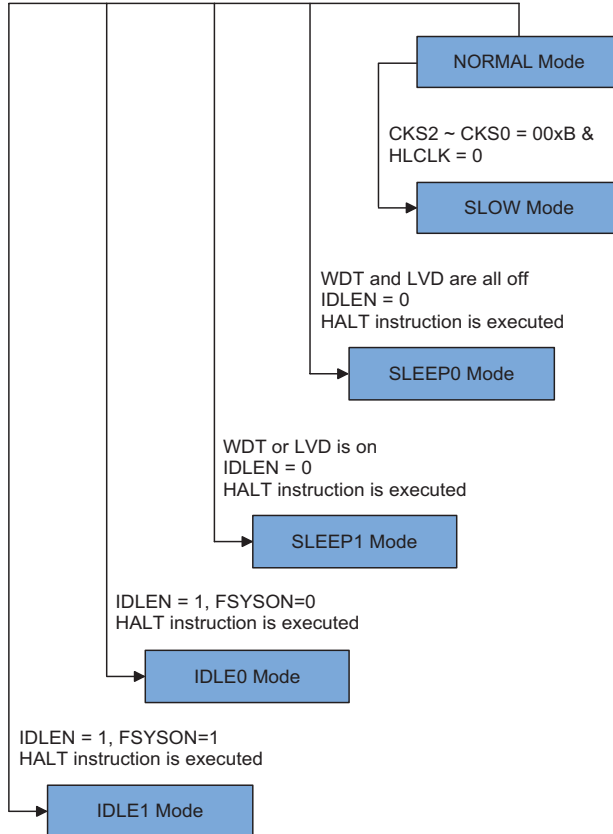 NORMAL Mode
CKS2 ~ CKS0 = 00xB &
HLCLK = 0
SLOW Mode
WDT and LVD are all off
IDLEN = 0
HALT instruction is executed
SLEEP0 Mode
WDT or LVD is on
IDLEN = 0
HALT instruction is executed
SLEEP1 Mode
IDLEN = 1, FSYSON=0
HALT instruction is executed
IDLE0 Mode
IDLEN = 1, FSYSON=1
HALT instruction is executed
IDLE1 Mode